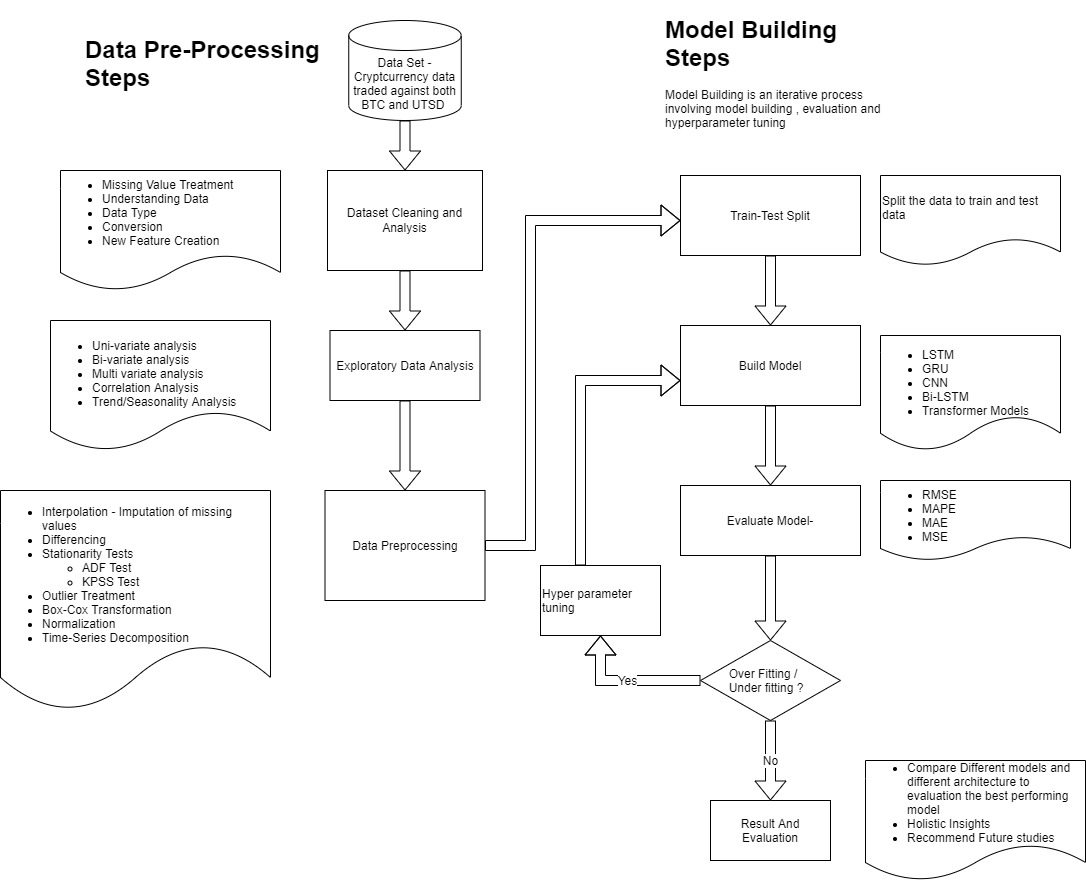 Data Pre-Processing
Steps
Data Set -
Cryptcurrency data
traded against both
BTC and UTSD
Missing Value Treatment
Understanding Data
Data Type
Conversion
New Feature Creation
Dataset Cleaning and
Analysis
Uni-variate analysis
Bi-variate analysis
Multi variate analysis
Correlation Analysis
Trend/Seasonality Analysis
Exploratory Data Analysis
Interpolation - Imputation of missing
values
Differencing
Stationarity Tests
ADF Test
KPSS Test
Outlier Treatment
Box-Cox Transformation
Normalization
Time-Series Decomposition
Data Preprocessing
Model Building
Steps
Model Building is an iterative process
involving model building , evaluation and
hyperparameter tuning
Train-Test Split
Split the data to train and test
data
Build Model
LSTM
GRU
CNN
Bi-LSTM
Transformer Models
Evaluate Model-
RMSE
MAPE
MAE
MSE
Hyper parameter
tuning
Over Fitting /
Under fitting ?
Yes
No
Result And
Evaluation
Compare Different models and
different architecture to
evaluation the best performing
model
Holistic Insights
Recommend Future studies